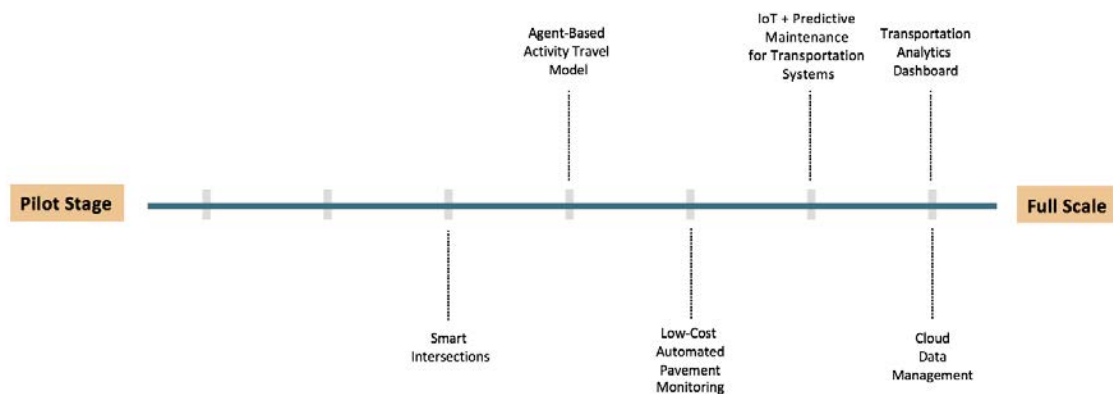 Agent-Based
Activity Travel
Model
IoT + Predictive
Maintenance
for Transportation
Systems
Transportation
Analytics
Dashboard
Pilot Stage
Full Scale
Smart
Intersections
Low-Cost
Automated
Pavement
Monitoring
Cloud
Data
Management